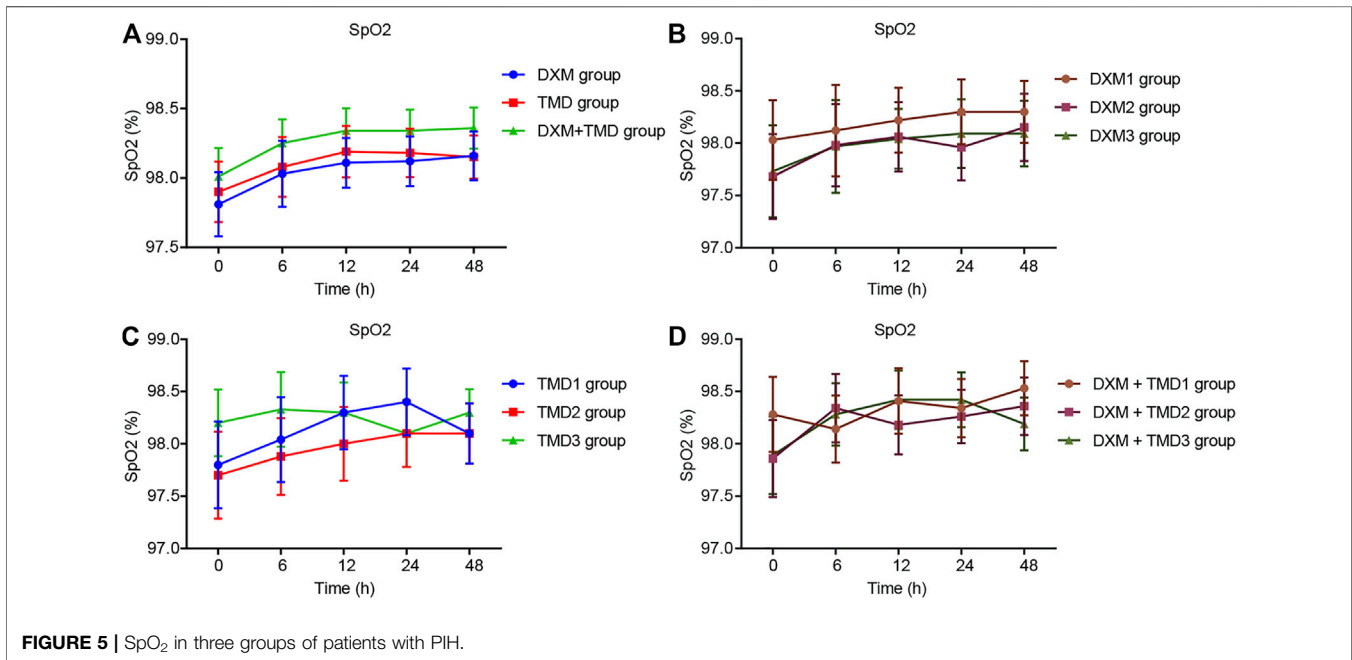 A
SpO2
99.0
98.5
98.0
97.5
SpO2 (%)
0 6 12 24 48
Time (h)
DXM group
TMD group
DXM+TMD group
B
SpO2
99.0
98.5
98.0
97.5
97.0
SpO2 (%)
0 6 12 24 48
Time (h)
DXM1 group
DXM2 group
DXM3 group
C
SpO2
99.0
98.5
98.0
97.5
97.0
SpO2 (%)
0 6 12 24 48
Time (h)
TMD1 group
TMD2 group
TMD3 group
D
SpO2
99.0
98.5
98.0
97.5
97.0
SpO2 (%)
0 6 12 24 48
Time (h)
DXM + TMD1 group
DXM + TMD2 group
DXM + TMD3 group
FIGURE 5 | SpO₂ in three groups of patients with PIH.